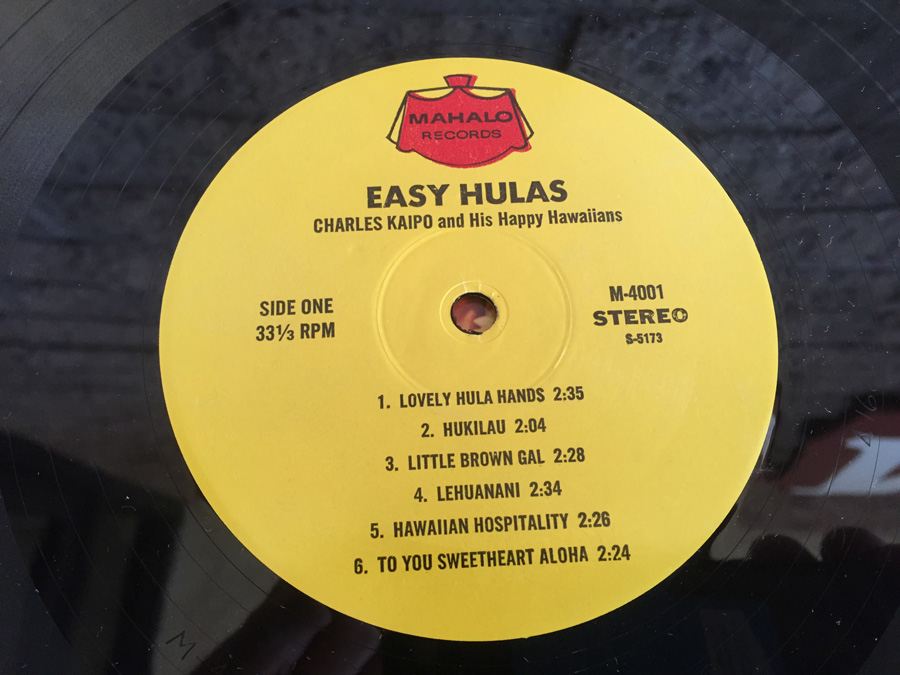 MAHALO
RECORDS
EASY HULAS
CHARLES KAIPO and His Happy Hawaiians
SIDE ONE
33⅓ RPM
M-4001
STEREO
S-5173
1. LOVELY HULA HANDS 2:35
2. HUKILAU 2:04
3. LITTLE BROWN GAL 2:28
4. LEHUANANI 2:34
5. HAWAIIAN HOSPITALITY 2:26
6. TO YOU SWEETHEART ALOHA 2:24
M